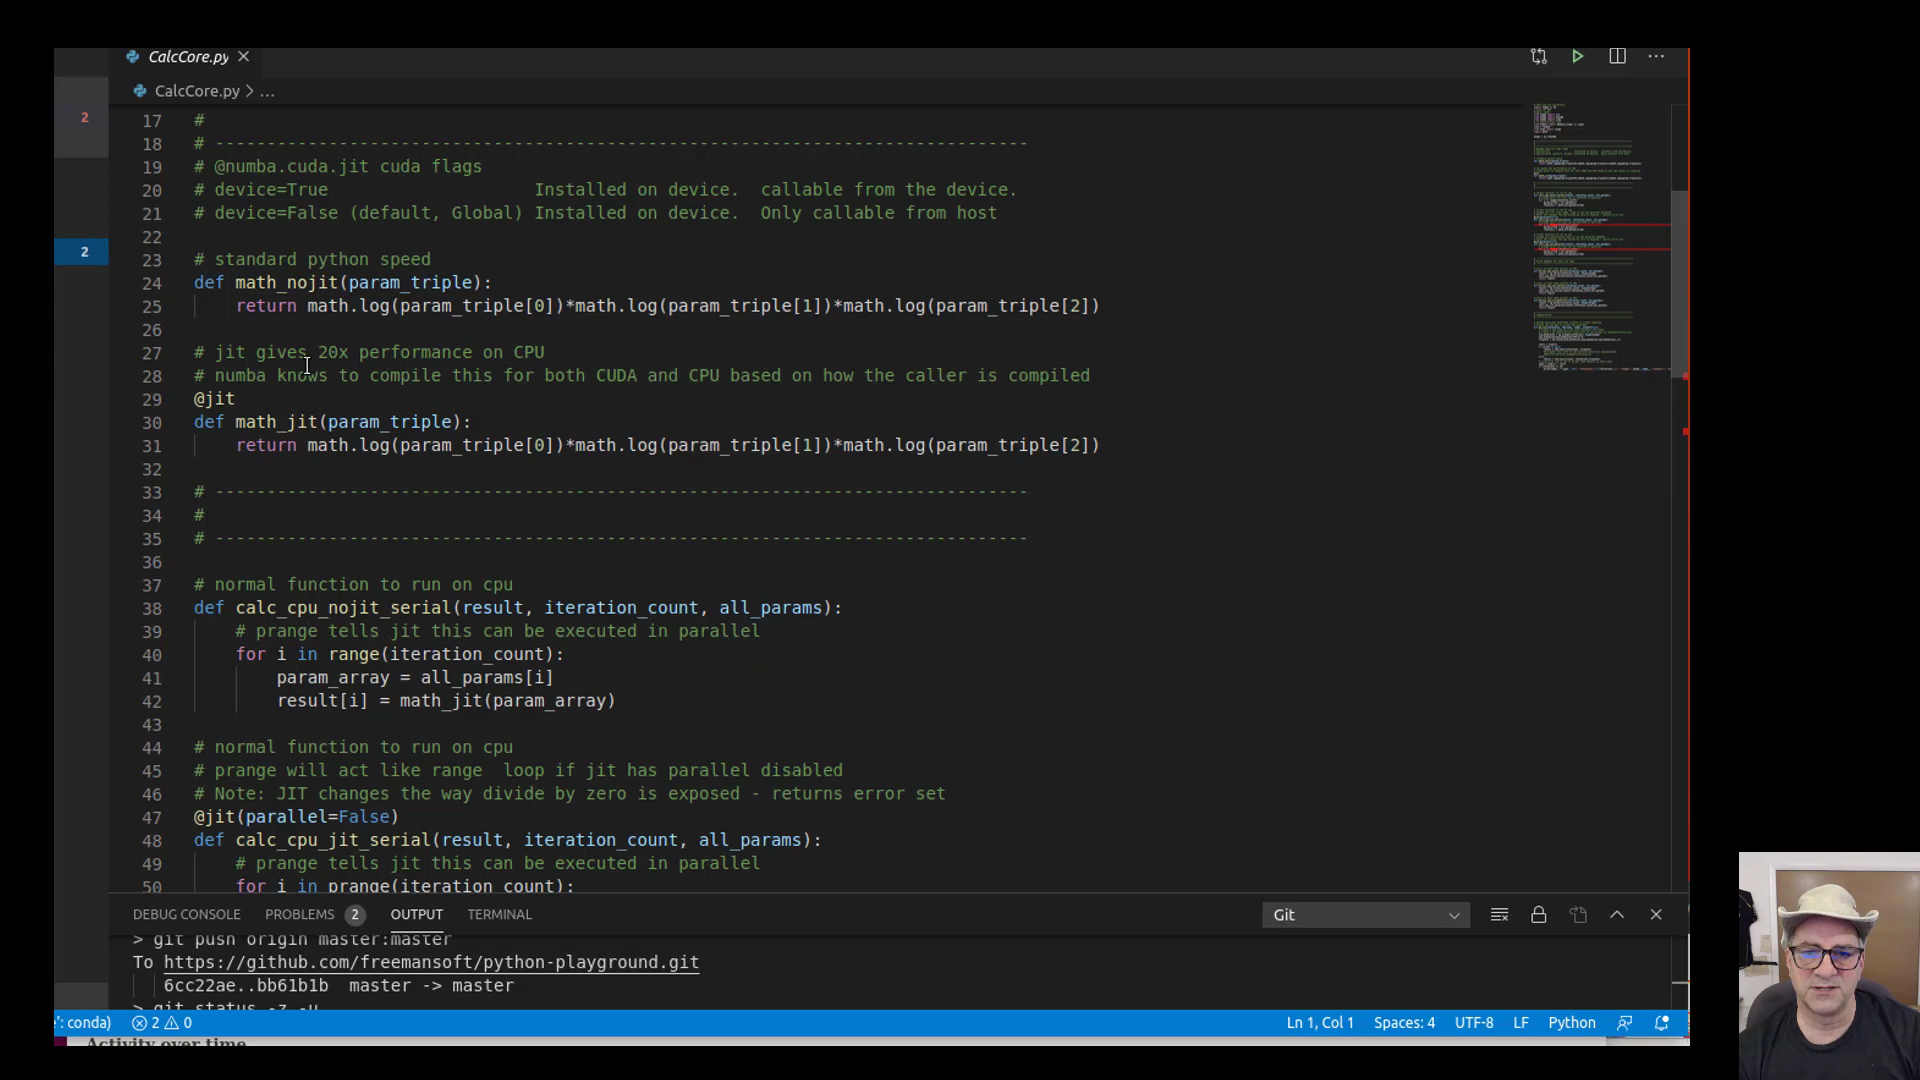 CalcCore.py
CalcCore.py > ...
2
2
17 #
18 # -------------------------------------------------------------------------------
19 # @numba.cuda.jit cuda flags
20 # device=True                    Installed on device.  callable from the device.
21 # device=False (default, Global) Installed on device.  Only callable from host
22
23 # standard python speed
24 def math_nojit(param_triple):
25     return math.log(param_triple[0])*math.log(param_triple[1])*math.log(param_triple[2])
26
27 # jit gives 20x performance on CPU
28 # numba knows to compile this for both CUDA and CPU based on how the caller is compiled
29 @jit
30 def math_jit(param_triple):
31     return math.log(param_triple[0])*math.log(param_triple[1])*math.log(param_triple[2])
32
33 # -------------------------------------------------------------------------------
34 #
35 # -------------------------------------------------------------------------------
36
37 # normal function to run on cpu
38 def calc_cpu_nojit_serial(result, iteration_count, all_params):
39     # prange tells jit this can be executed in parallel
40     for i in range(iteration_count):
41         param_array = all_params[i]
42         result[i] = math_jit(param_array)
43
44 # normal function to run on cpu
45 # prange will act like range  loop if jit has parallel disabled
46 # Note: JIT changes the way divide by zero is exposed - returns error set
47 @jit(parallel=False)
48 def calc_cpu_jit_serial(result, iteration_count, all_params):
49     # prange tells jit this can be executed in parallel
50     for i in prange(iteration_count):
DEBUG CONSOLE PROBLEMS 2 OUTPUT TERMINAL Git
> git push origin master:master
To https://github.com/freemansoft/python-playground.git
   6cc22ae..bb61b1b  master -> master
> git status -z -u
': conda) 2 0 Ln 1, Col 1 Spaces: 4 UTF-8 LF Python
Activity over time